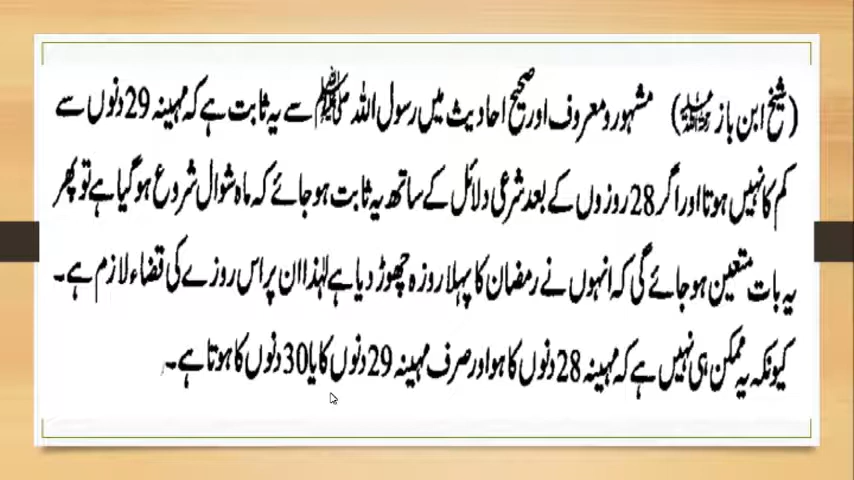 (شیخ ابن باز رحمہ اللہ) مشہور و معروف اور صحیح احادیث میں رسول اللہ ﷺ سے یہ ثابت ہے کہ مہینہ 29 دنوں سے
کم کا نہیں ہوتا اور اگر 28 روزوں کے بعد شرعی دلائل کے ساتھ یہ ثابت ہو جائے کہ ماہ شوال شروع ہو گیا ہے تو پھر
یہ بات متعین ہو جائے گی کہ انہوں نے رمضان کا پہلا روزہ چھوڑ دیا ہے لہٰذا ان پر اس روزے کی قضاء لازم ہے۔
کیونکہ یہ ممکن ہی نہیں ہے کہ مہینہ 28 دنوں کا ہو اور صرف مہینہ 29 دنوں کا یا 30 دنوں کا ہوتا ہے۔